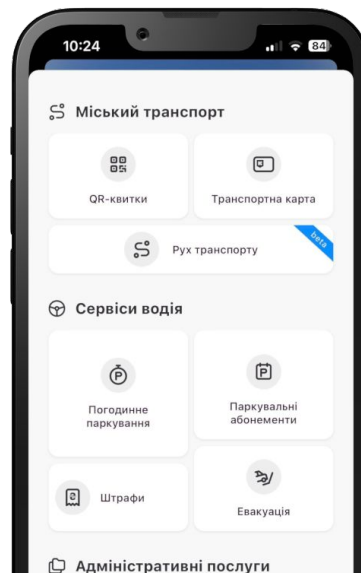 10:24
84
Міський транспорт
QR-квитки
Транспортна карта
Рух транспорту
beta
Сервіси водія
Погодинне
паркування
Паркувальні
абонементи
Штрафи
Евакуація
Адміністративні послуги